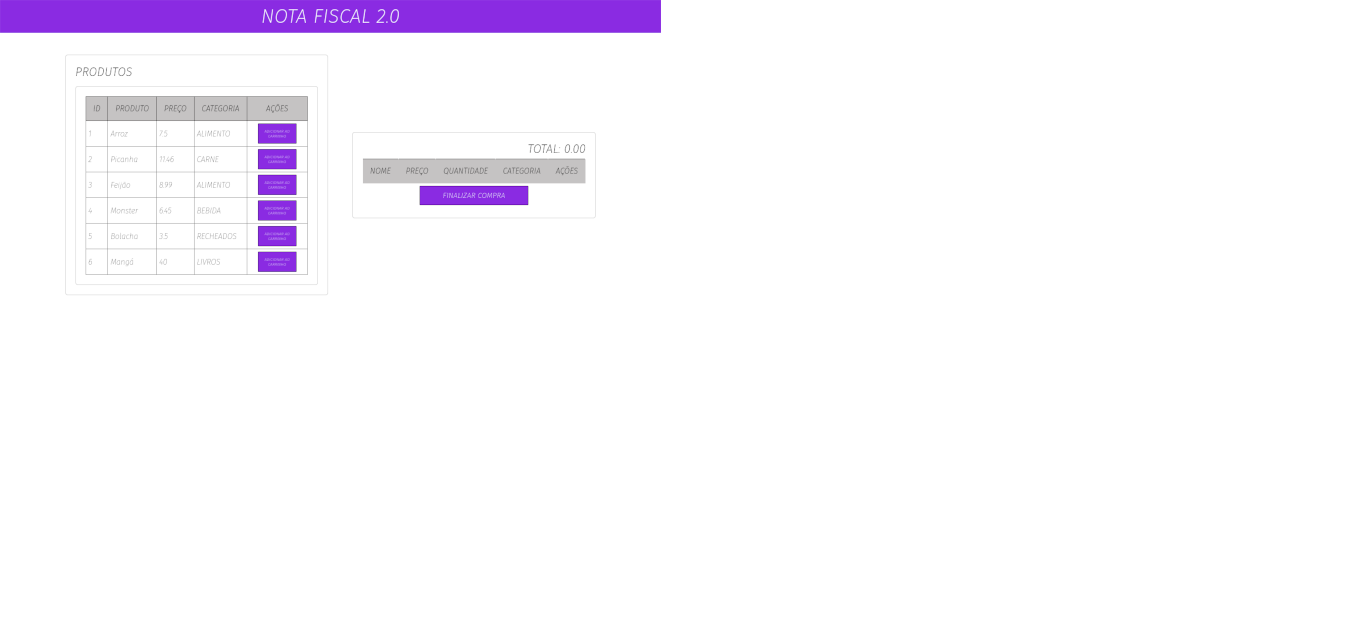 NOTA FISCAL 2.0
PRODUTOS
ID PRODUTO PREÇO CATEGORIA AÇÕES
1 Arroz 7.5 ALIMENTO ADICIONAR AO CARRINHO
2 Picanha 11.46 CARNE ADICIONAR AO CARRINHO
3 Feijão 8.99 ALIMENTO ADICIONAR AO CARRINHO
4 Monster 6.45 BEBIDA ADICIONAR AO CARRINHO
5 Bolacha 3.5 RECHEADOS ADICIONAR AO CARRINHO
6 Mangá 40 LIVROS ADICIONAR AO CARRINHO
TOTAL: 0.00
NOME PREÇO QUANTIDADE CATEGORIA AÇÕES
FINALIZAR COMPRA